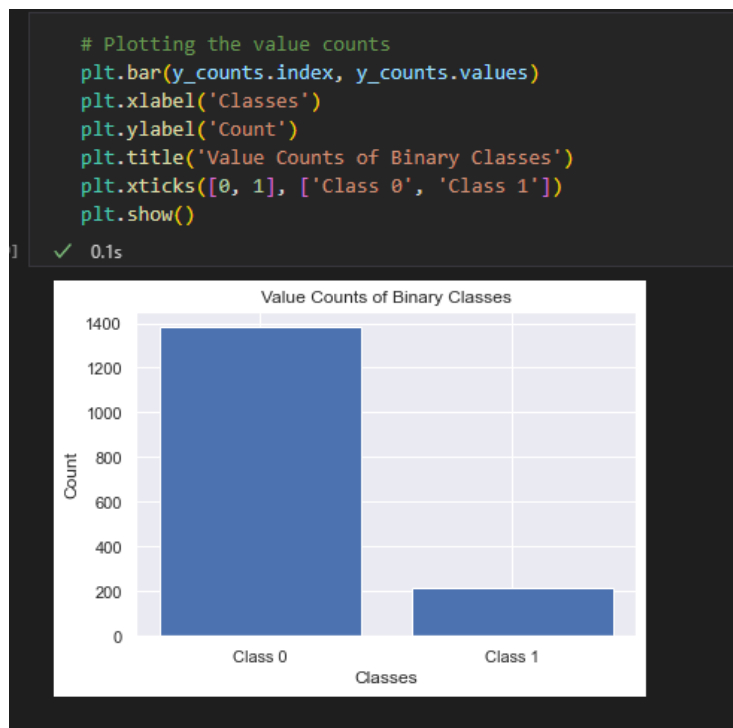 # Plotting the value counts
plt.bar(y_counts.index, y_counts.values)
plt.xlabel('Classes')
plt.ylabel('Count')
plt.title('Value Counts of Binary Classes')
plt.xticks([0, 1], ['Class 0', 'Class 1'])
plt.show()
]
✓ 0.1s
Value Counts of Binary Classes
1400
1200
1000
800
600
400
200
0
Count
Class 0 Class 1
Classes